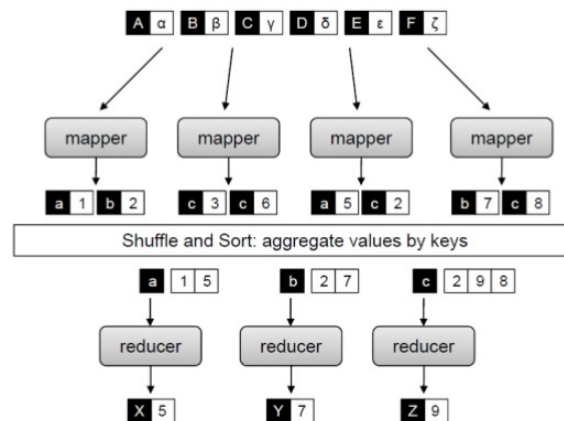 A α B β C γ D δ E ε F ζ
mapper mapper mapper mapper
a 1 b 2 c 3 c 6 a 5 c 2 b 7 c 8
Shuffle and Sort: aggregate values by keys
a 1 5 b 2 7 c 2 9 8
reducer reducer reducer
X 5 Y 7 Z 9